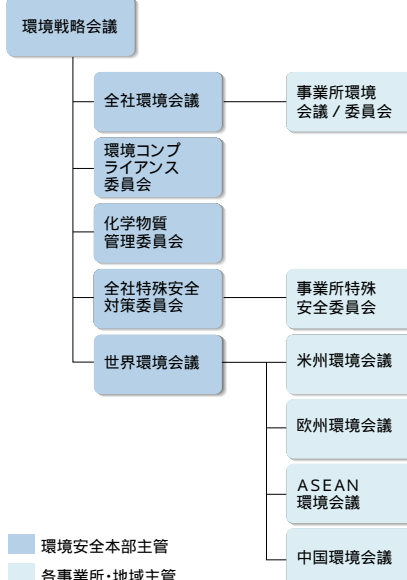 環境戦略会議
全社環境会議
事業所環境
会議 / 委員会
環境コンプ
ライアンス
委員会
化学物質
管理委員会
全社特殊安全
対策委員会
事業所特殊
安全委員会
世界環境会議
米州環境会議
欧州環境会議
ASEAN
環境会議
中国環境会議
環境安全本部主管
各事業所・地域主管